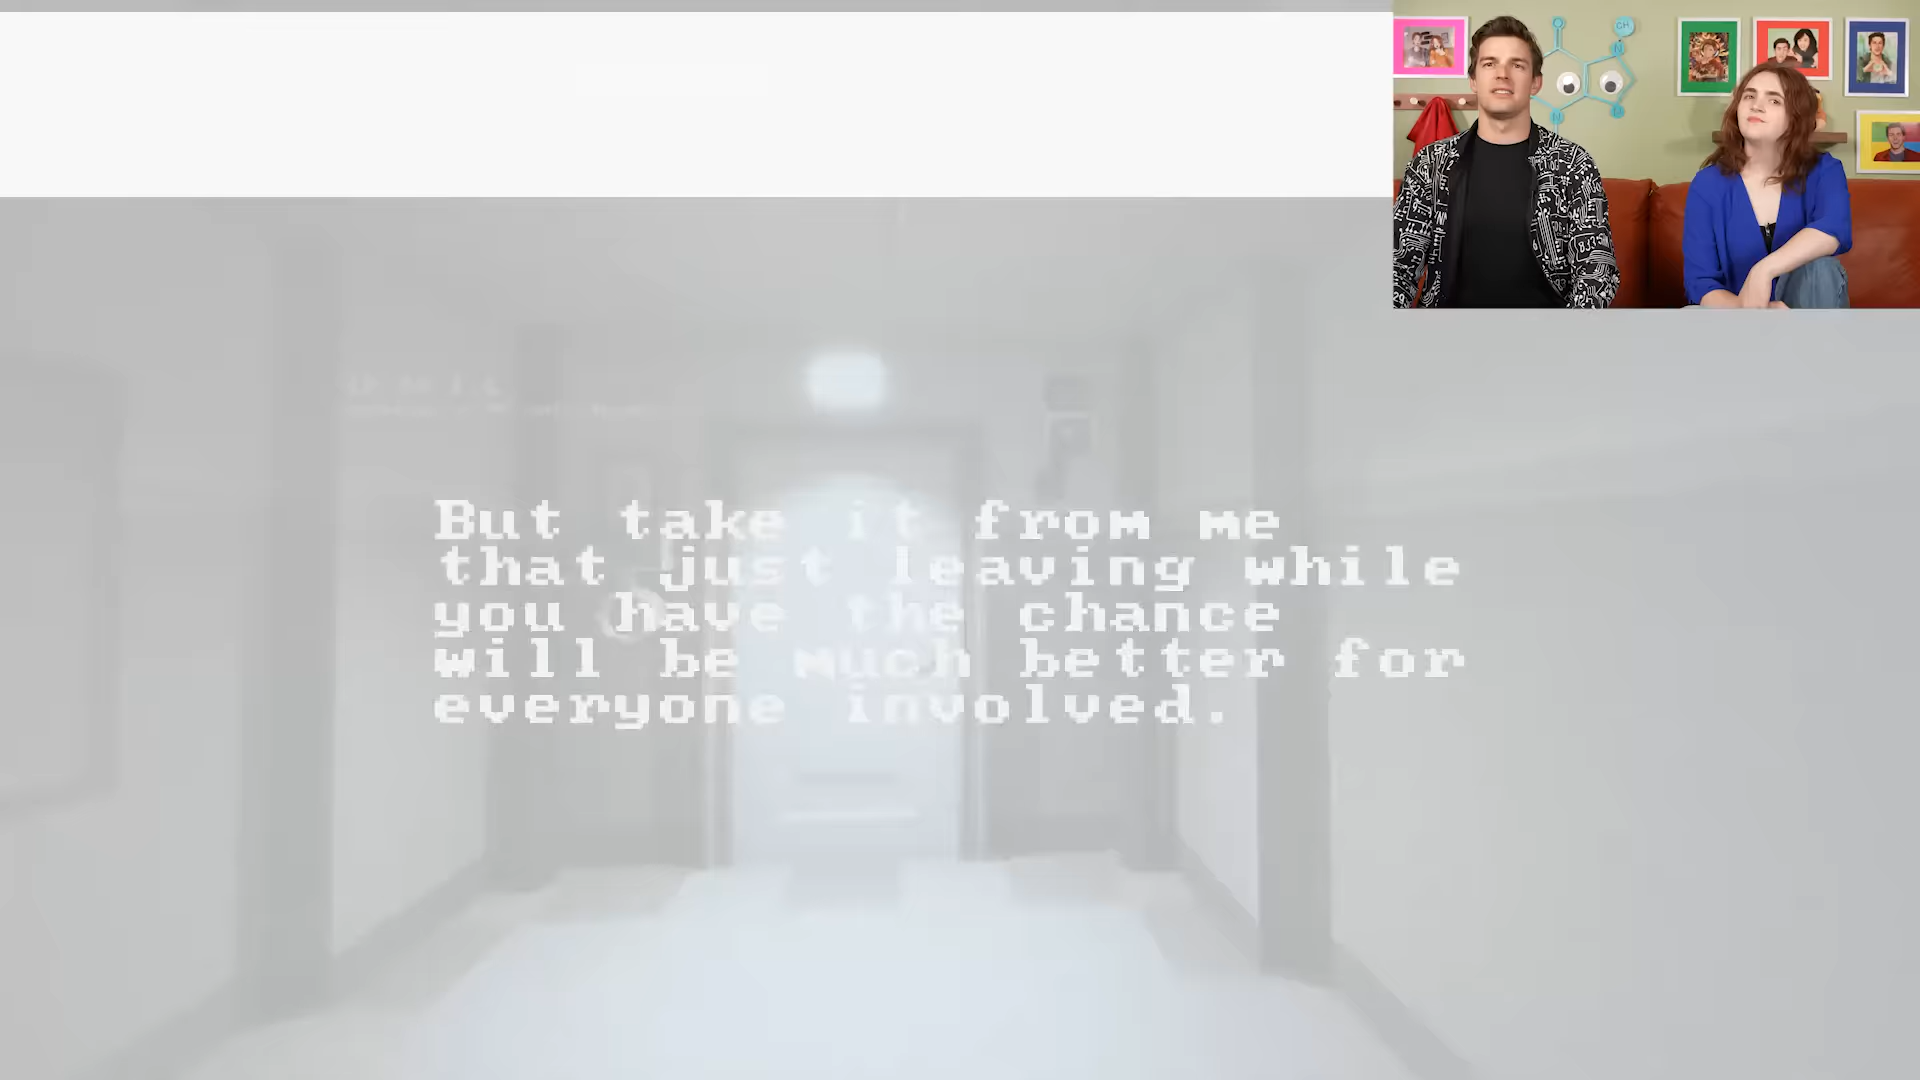 But take it from me
that just leaving while
you have the chance
will be much better for
everyone involved.